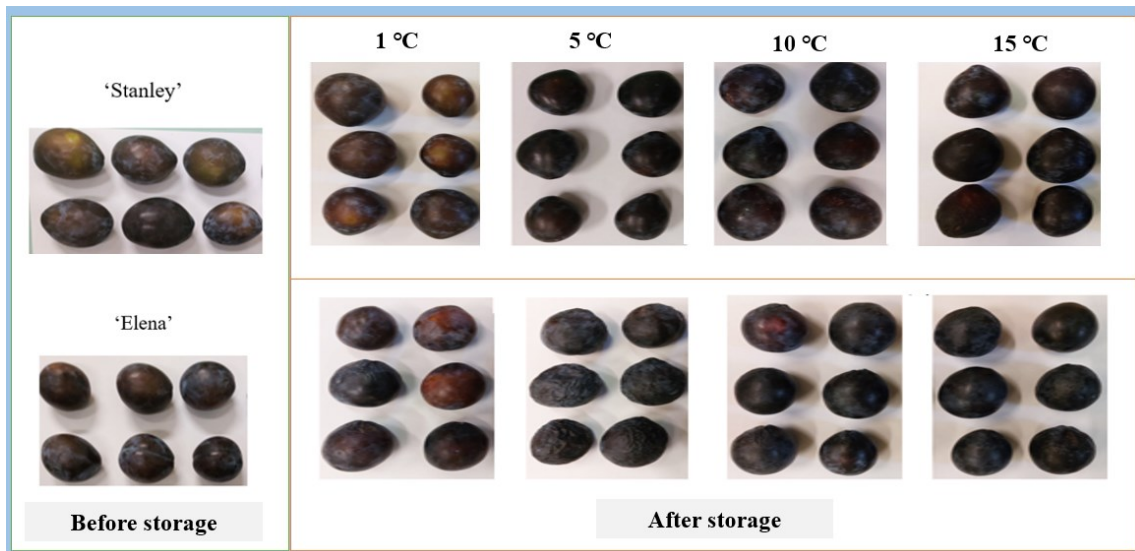 1 °C
5 °C
10 °C
15 °C
‘Stanley’
‘Elena’
Before storage
After storage